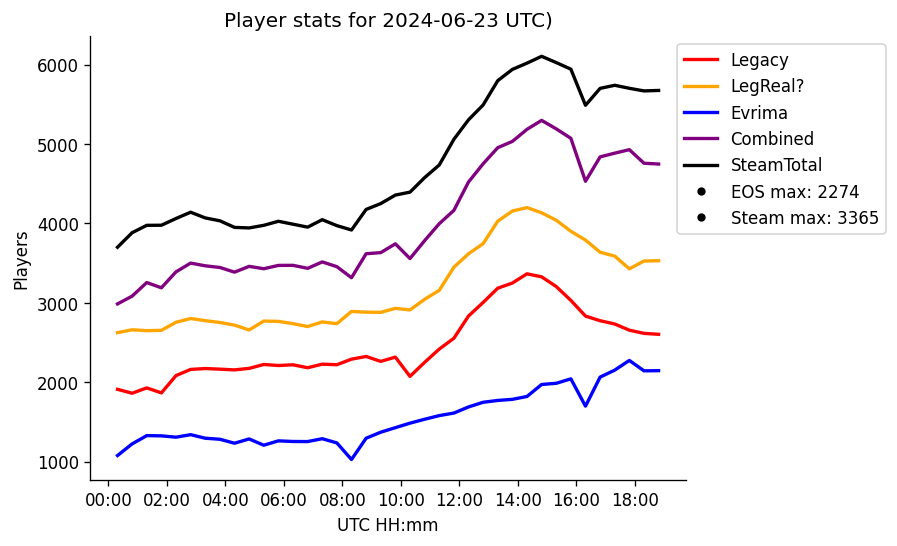 Player stats for 2024-06-23 UTC)
Legacy
LegReal?
Evrima
Combined
SteamTotal
EOS max: 2274
Steam max: 3365
Players
6000
5000
4000
3000
2000
1000
00:00 02:00 04:00 06:00 08:00 10:00 12:00 14:00 16:00 18:00
UTC HH:mm